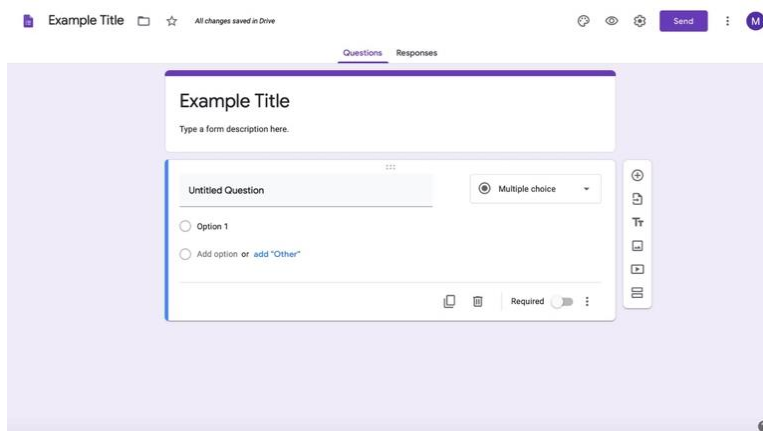 Example Title
All changes saved in Drive
Send
M
Questions
Responses
Example Title
Type a form description here.
Untitled Question
Multiple choice
Option 1
Add option or add "Other"
Required